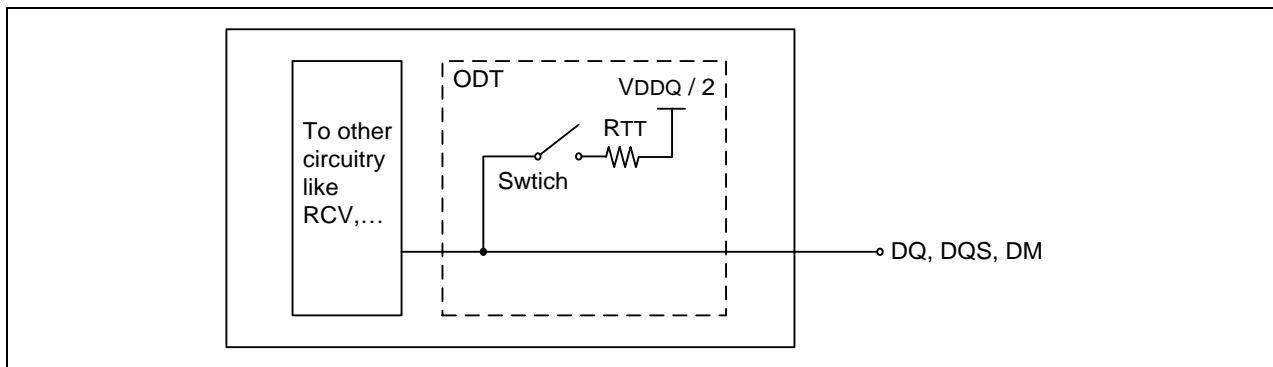 ODT
VDDQ / 2
RTT
To other
circuitry
like
RCV,…
Swtich
DQ, DQS, DM